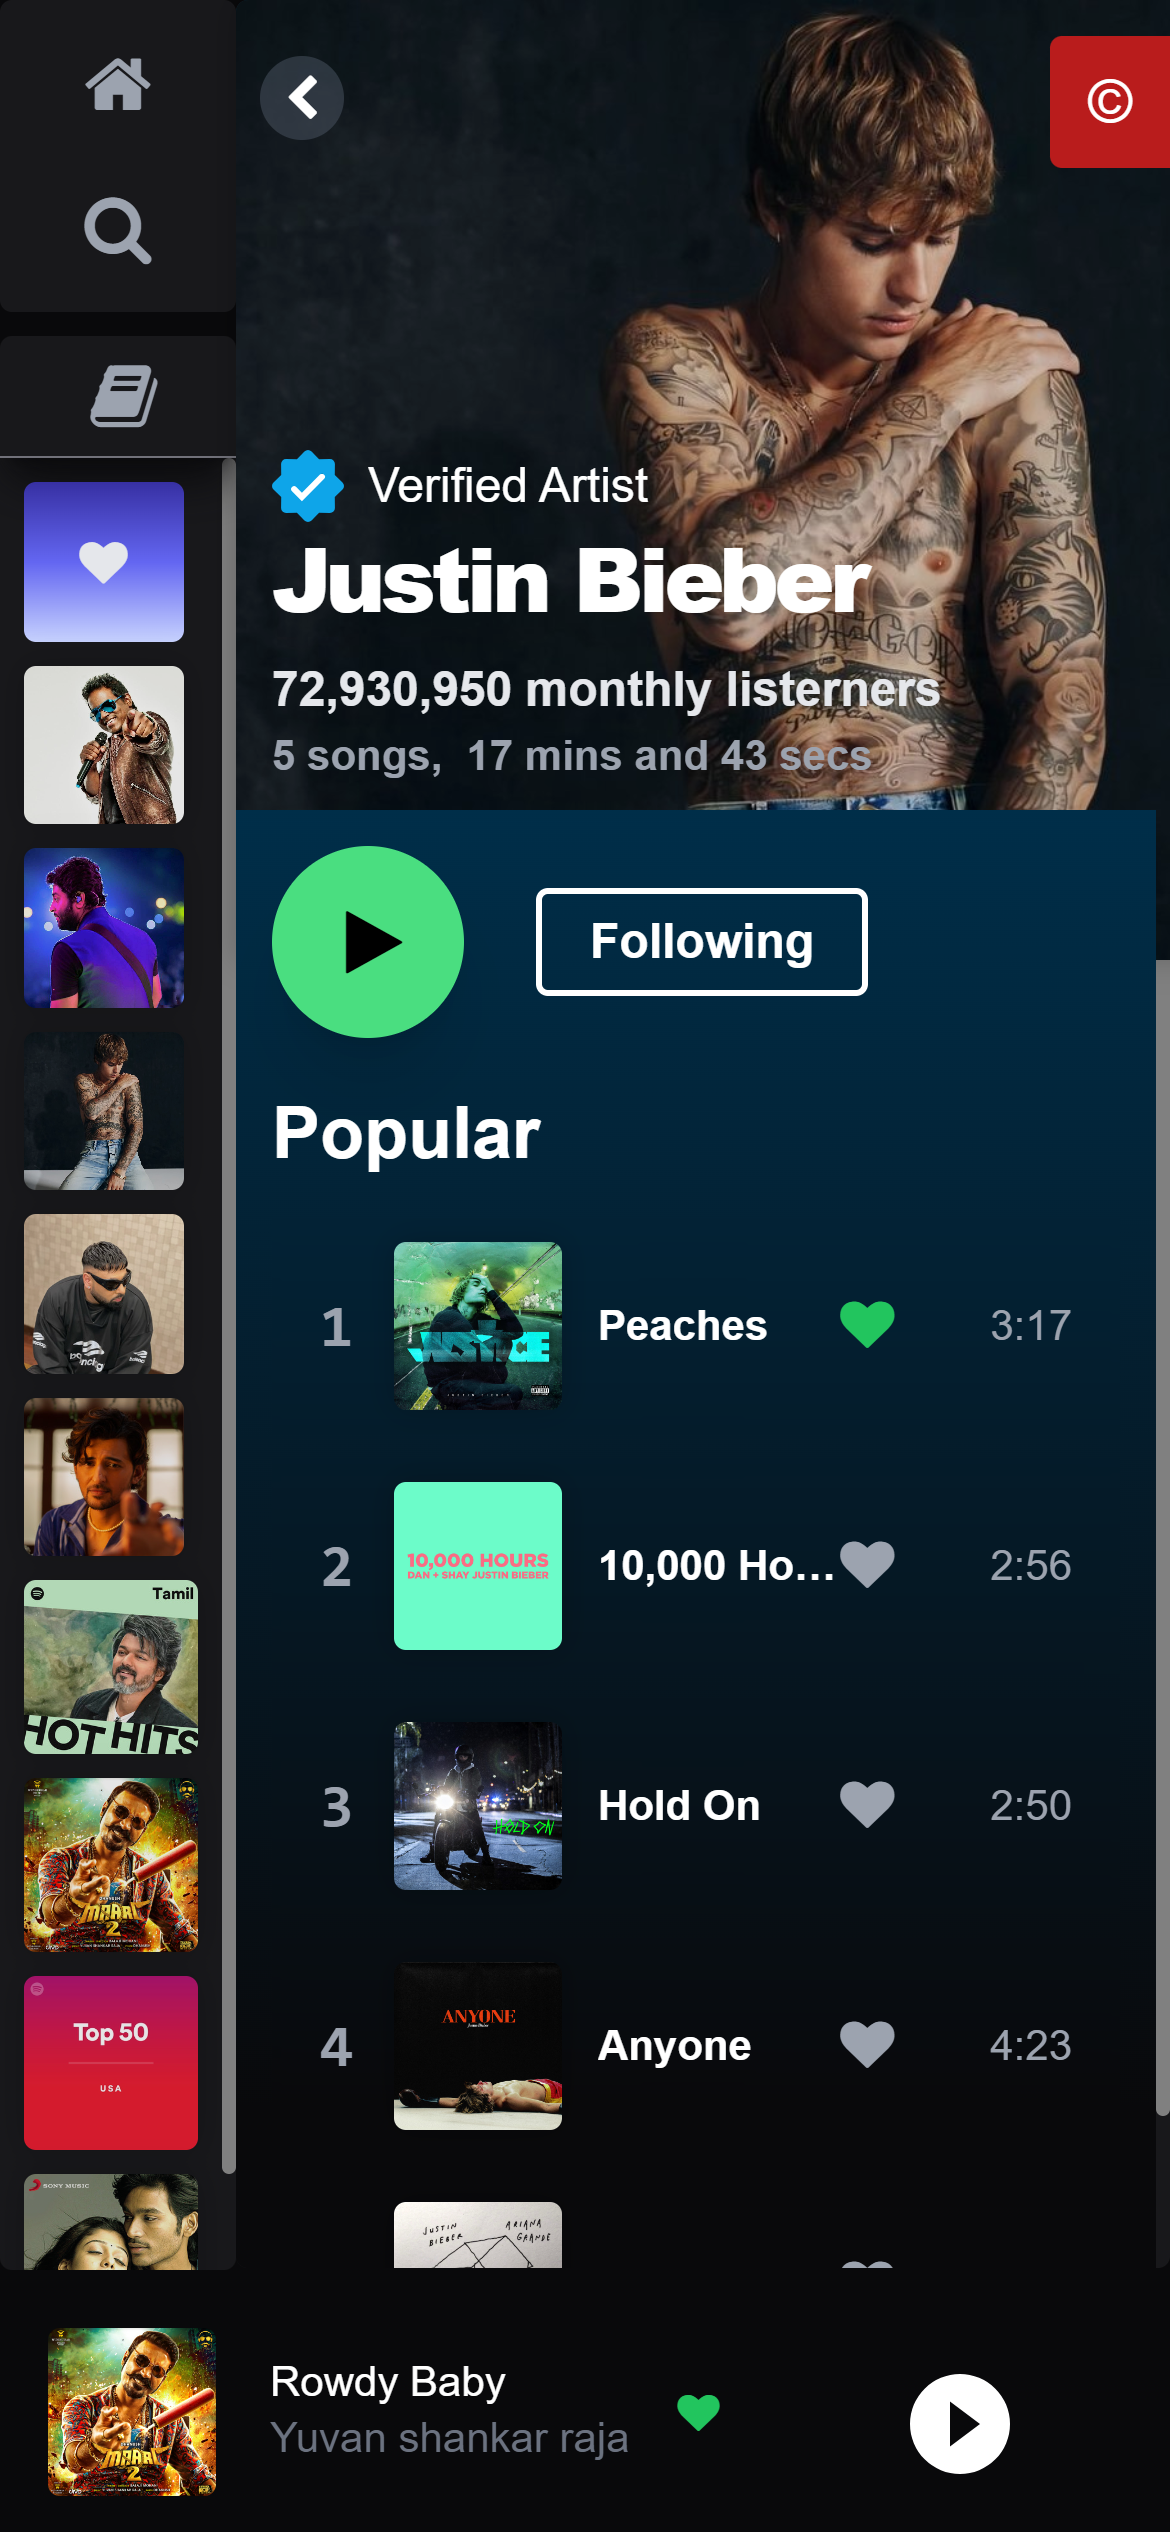 ©
Verified Artist
Justin Bieber
72,930,950 monthly listerners
5 songs, 17 mins and 43 secs
Following
Popular
1
JUSTICE
Peaches
3:17
2
10,000 HOURS
DAN + SHAY JUSTIN BIEBER
10,000 Ho...
2:56
3
HOLD ON
Hold On
2:50
4
ANYONE
Anyone
4:23
JUSTIN
BIEBER
ARIANA
GRANDE
Tamil
HOT HITS
MAARI
2
Top 50
USA
SONY MUSIC
MAARI
2
Rowdy Baby
Yuvan shankar raja